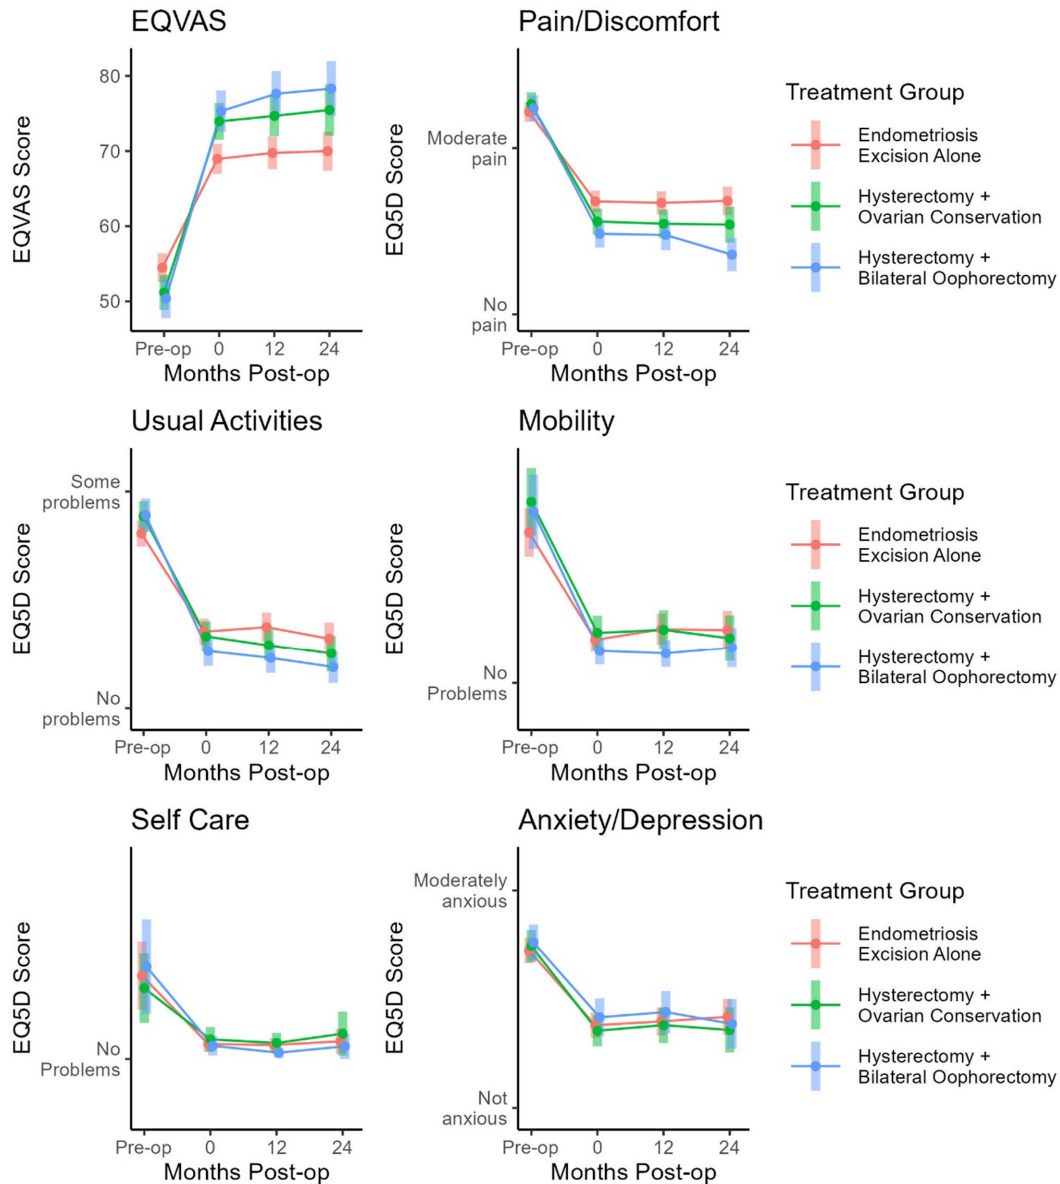 EQVAS
Pain/Discomfort
EQVAS Score
80
70
60
50
Pre-op
0
12
24
Months Post-op
EQ5D Score
Moderate
pain
No
pain
Pre-op
0
12
24
Months Post-op
Treatment Group
Endometriosis
Excision Alone
Hysterectomy +
Ovarian Conservation
Hysterectomy +
Bilateral Oophorectomy
Usual Activities
Mobility
EQ5D Score
Some
problems
No
problems
Pre-op
0
12
24
Months Post-op
EQ5D Score
No
Problems
Pre-op
0
12
24
Months Post-op
Treatment Group
Endometriosis
Excision Alone
Hysterectomy +
Ovarian Conservation
Hysterectomy +
Bilateral Oophorectomy
Self Care
Anxiety/Depression
EQ5D Score
No
Problems
Pre-op
0
12
24
Months Post-op
EQ5D Score
Moderately
anxious
Not
anxious
Pre-op
0
12
24
Months Post-op
Treatment Group
Endometriosis
Excision Alone
Hysterectomy +
Ovarian Conservation
Hysterectomy +
Bilateral Oophorectomy